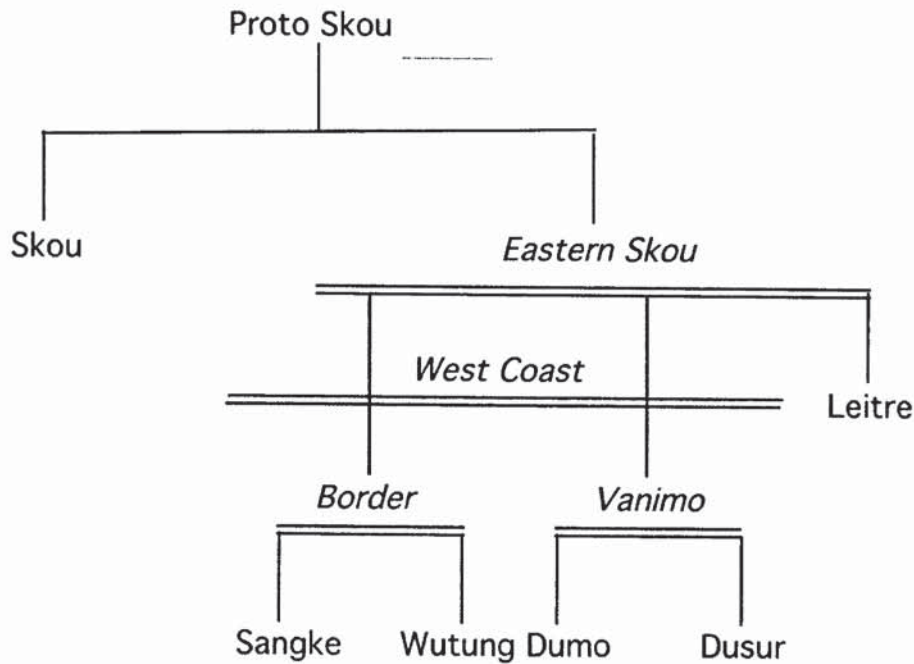 Proto Skou
Skou
Eastern Skou
West Coast
Leitre
Border Vanimo
Sangke Wutung Dumo Dusur